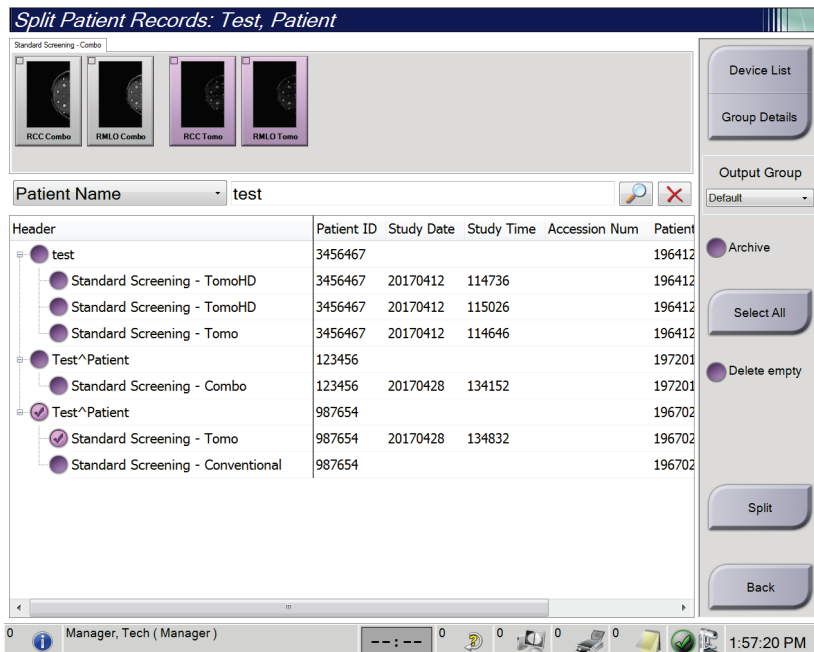 Split Patient Records: Test, Patient
Standard Screening - Combo
RCC Combo RMLO Combo RCC Tomo RMLO Tomo
Device List
Group Details
Output Group
Default
Archive
Select All
Delete empty
Split
Back
Patient Name test
Header Patient ID Study Date Study Time Accession Num Patient
test 3456467 196412
Standard Screening - TomoHD 3456467 20170412 114736 196412
Standard Screening - TomoHD 3456467 20170412 115026 196412
Standard Screening - Tomo 3456467 20170412 114646 196412
Test^Patient 123456 197201
Standard Screening - Combo 123456 20170428 134152 197201
Test^Patient 987654 196702
Standard Screening - Tomo 987654 20170428 134832 196702
Standard Screening - Conventional 987654 196702
0 Manager, Tech ( Manager ) --:-- 0 0 0 0 1:57:20 PM